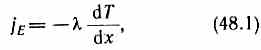 j_E = −λ dT/dx, (48.1)